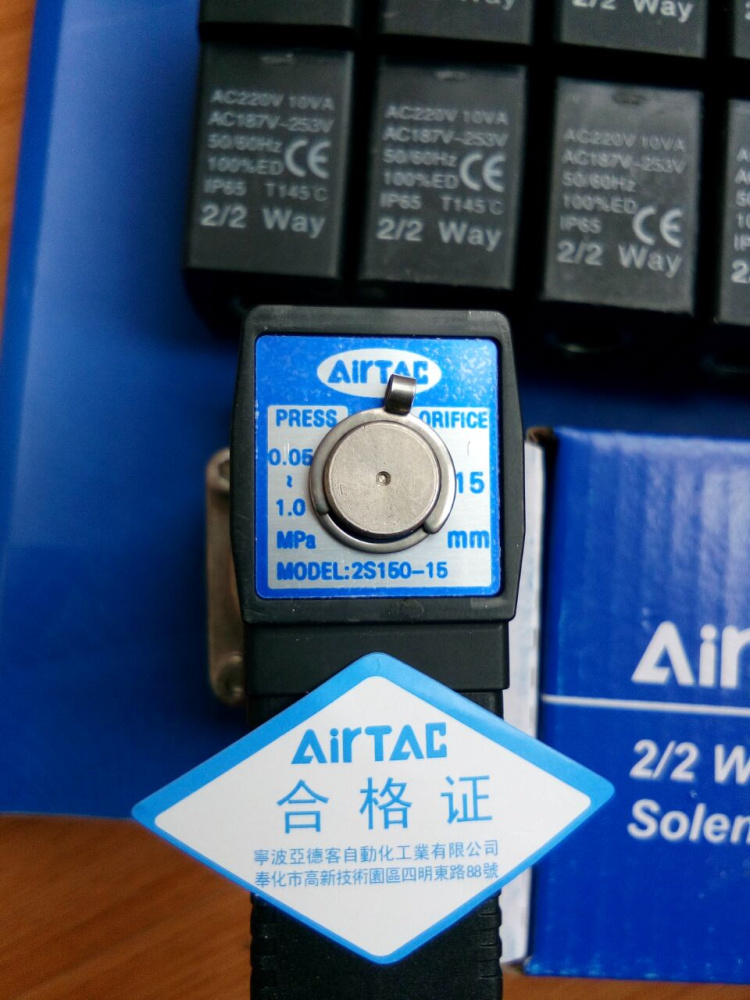 2/2 Way
AC220V 10VA
AC187V~253V
50/60Hz
100%ED CE
IP65 T145℃
2/2 Way
AC220V 10VA
AC187V~253V
50/60Hz
100%ED CE
IP65 T145℃
2/2 Way
AC220V 10VA
AC187V~253V
50/60Hz
100%ED
IP65 CE
2/2 Way
AirTAC
PRESS ORIFICE
0.05 15
~
1.0
MPa mm
MODEL:2S150-15
AirTAC
合格证
寧波亞德客自動化工業有限公司
奉化市高新技術園區四明東路88號
Air
2/2 W
Solen